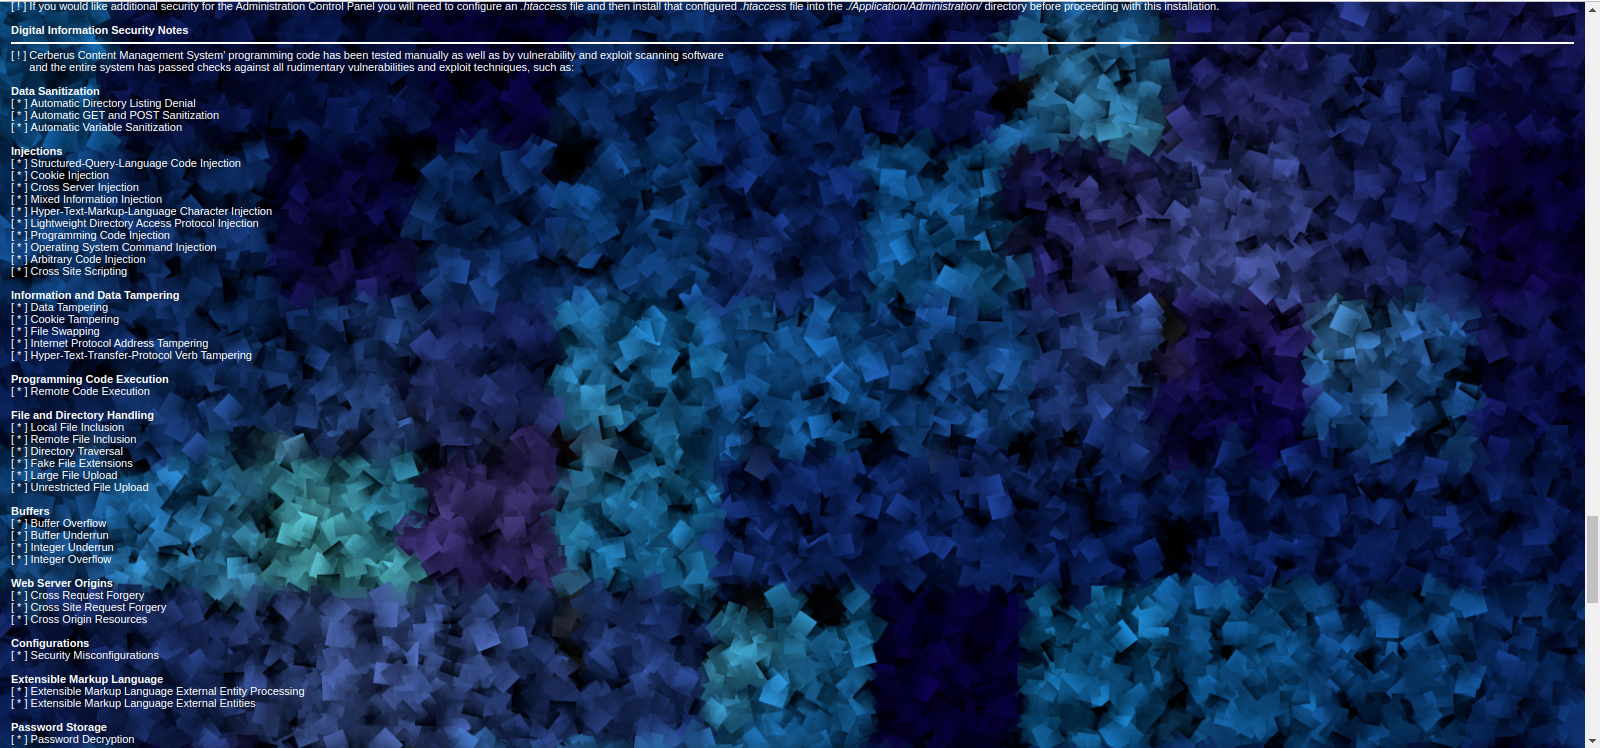 [ ! ] If you would like additional security for the Administration Control Panel you will need to configure an .htaccess file and then install that configured .htaccess file into the ./Application/Administration/ directory before proceeding with this installation.
Digital Information Security Notes
[ ! ] Cerberus Content Management System' programming code has been tested manually as well as by vulnerability and exploit scanning software
and the entire system has passed checks against all rudimentary vulnerabilities and exploit techniques, such as:
Data Sanitization
[ * ] Automatic Directory Listing Denial
[ * ] Automatic GET and POST Sanitization
[ * ] Automatic Variable Sanitization
Injections
[ * ] Structured-Query-Language Code Injection
[ * ] Cookie Injection
[ * ] Cross Server Injection
[ * ] Mixed Information Injection
[ * ] Hyper-Text-Markup-Language Character Injection
[ * ] Lightweight Directory Access Protocol Injection
[ * ] Programming Code Injection
[ * ] Operating System Command Injection
[ * ] Arbitrary Code Injection
[ * ] Cross Site Scripting
Information and Data Tampering
[ * ] Data Tampering
[ * ] Cookie Tampering
[ * ] File Swapping
[ * ] Internet Protocol Address Tampering
[ * ] Hyper-Text-Transfer-Protocol Verb Tampering
Programming Code Execution
[ * ] Remote Code Execution
File and Directory Handling
[ * ] Local File Inclusion
[ * ] Remote File Inclusion
[ * ] Directory Traversal
[ * ] Fake File Extensions
[ * ] Large File Upload
[ * ] Unrestricted File Upload
Buffers
[ * ] Buffer Overflow
[ * ] Buffer Underrun
[ * ] Integer Underrun
[ * ] Integer Overflow
Web Server Origins
[ * ] Cross Request Forgery
[ * ] Cross Site Request Forgery
[ * ] Cross Origin Resources
Configurations
[ * ] Security Misconfigurations
Extensible Markup Language
[ * ] Extensible Markup Language External Entity Processing
[ * ] Extensible Markup Language External Entities
Password Storage
[ * ] Password Decryption